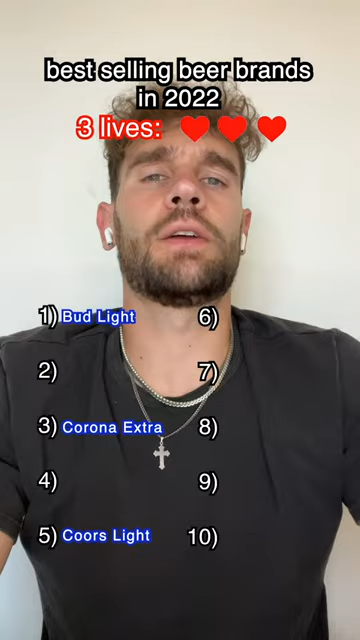 best selling beer brands
in 2022
3 lives: ❤️❤️❤️
1) Bud Light
2)
3) Corona Extra
4)
5) Coors Light
6)
7)
8)
9)
10)